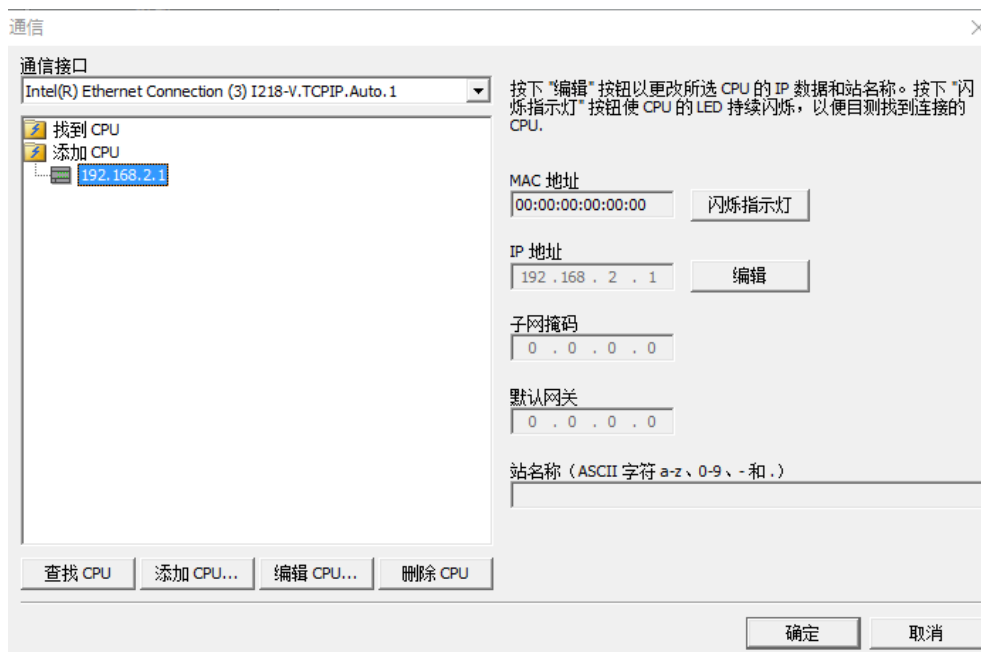 通信
通信接口
Intel(R) Ethernet Connection (3) I218-V.TCPIP.Auto.1
找到 CPU
添加 CPU
192.168.2.1
查找 CPU
添加 CPU...
编辑 CPU...
删除 CPU
按下 "编辑" 按钮以更改所选 CPU 的 IP 数据和站名称。按下 "闪
烁指示灯" 按钮使 CPU 的 LED 持续闪烁，以便目测找到连接的
CPU.
MAC 地址
00:00:00:00:00:00
闪烁指示灯
IP 地址
192 . 168 . 2 . 1
编辑
子网掩码
0 . 0 . 0 . 0
默认网关
0 . 0 . 0 . 0
站名称（ASCII 字符 a-z、0-9、- 和 .）
确定
取消